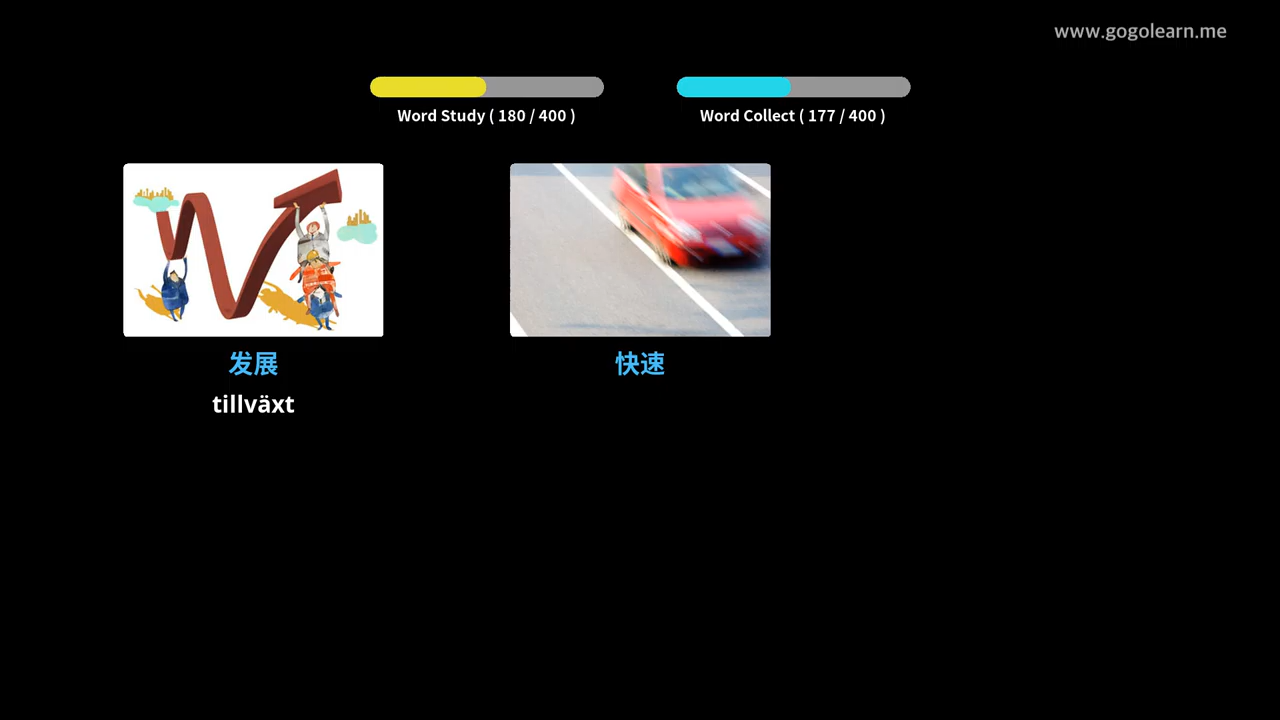 www.gogolearn.me
Word Study ( 180 / 400 )
Word Collect ( 177 / 400 )
发展
快速
tillväxt